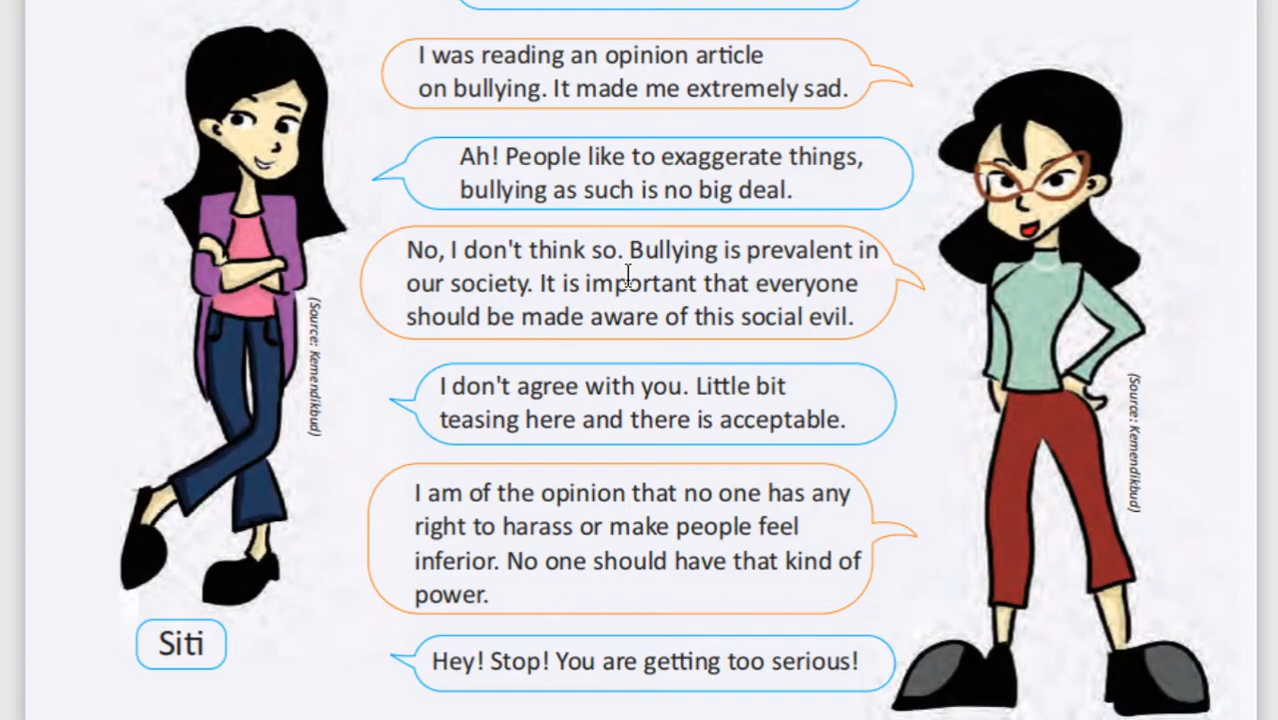 I was reading an opinion article
on bullying. It made me extremely sad.
Ah! People like to exaggerate things,
bullying as such is no big deal.
No, I don't think so. Bullying is prevalent in
our society. It is important that everyone
should be made aware of this social evil.
(Source: Kemendikbud)
I don't agree with you. Little bit
teasing here and there is acceptable.
(Source: Kemendikbud)
I am of the opinion that no one has any
right to harass or make people feel
inferior. No one should have that kind of
power.
Siti
Hey! Stop! You are getting too serious!